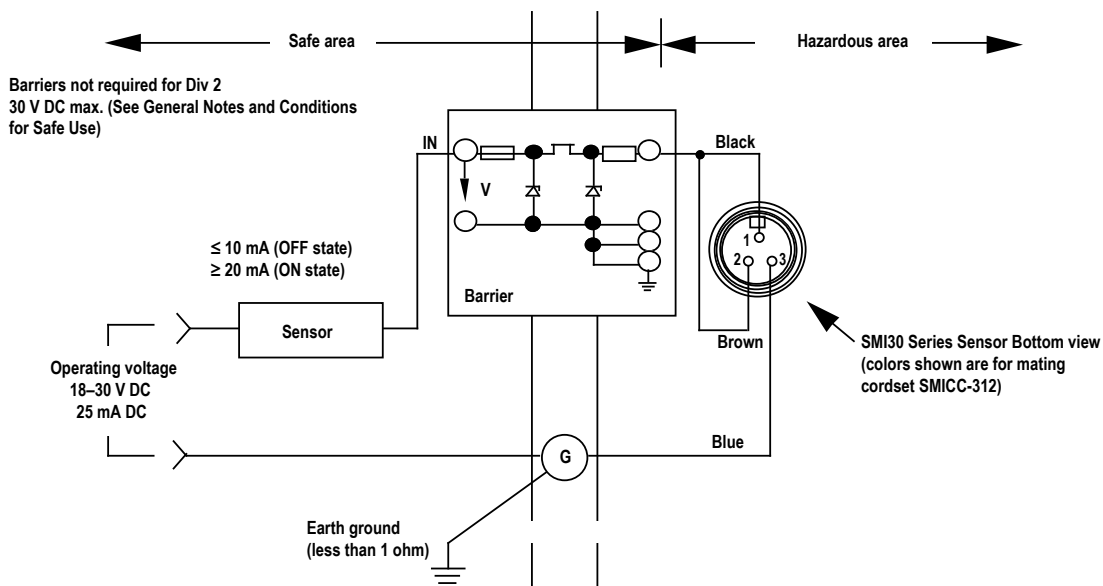 Safe area
Hazardous area
Barriers not required for Div 2
30 V DC max. (See General Notes and Conditions
for Safe Use)
IN
V
Black
1
2
3
≤ 10 mA (OFF state)
≥ 20 mA (ON state)
Barrier
Sensor
Brown
SMI30 Series Sensor Bottom view
(colors shown are for mating
cordset SMICC-312)
Operating voltage
18–30 V DC
25 mA DC
Blue
G
Earth ground
(less than 1 ohm)